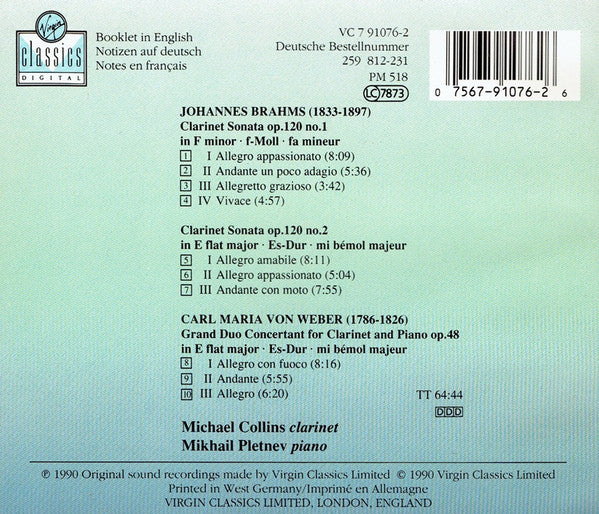 Virgin
classics
DIGITAL
Booklet in English
Notizen auf deutsch
Notes en français
VC 7 91076-2
Deutsche Bestellnummer
259 812-231
PM 518
LC 7873
0 7567-91076-2 6
JOHANNES BRAHMS (1833-1897)
Clarinet Sonata op.120 no.1
in F minor · f-Moll · fa mineur
1 I Allegro appassionato (8:09)
2 II Andante un poco adagio (5:36)
3 III Allegretto grazioso (3:42)
4 IV Vivace (4:57)
Clarinet Sonata op.120 no.2
in E flat major · Es-Dur · mi bémol majeur
5 I Allegro amabile (8:11)
6 II Allegro appassionato (5:04)
7 III Andante con moto (7:55)
CARL MARIA VON WEBER (1786-1826)
Grand Duo Concertant for Clarinet and Piano op.48
in E flat major · Es-Dur · mi bémol majeur
8 I Allegro con fuoco (8:16)
9 II Andante (5:55)
10 III Allegro (6:20)
TT 64:44
DDD
Michael Collins clarinet
Mikhail Pletnev piano
℗ 1990 Original sound recordings made by Virgin Classics Limited © 1990 Virgin Classics Limited
Printed in West Germany/Imprimé en Allemagne
VIRGIN CLASSICS LIMITED, LONDON, ENGLAND